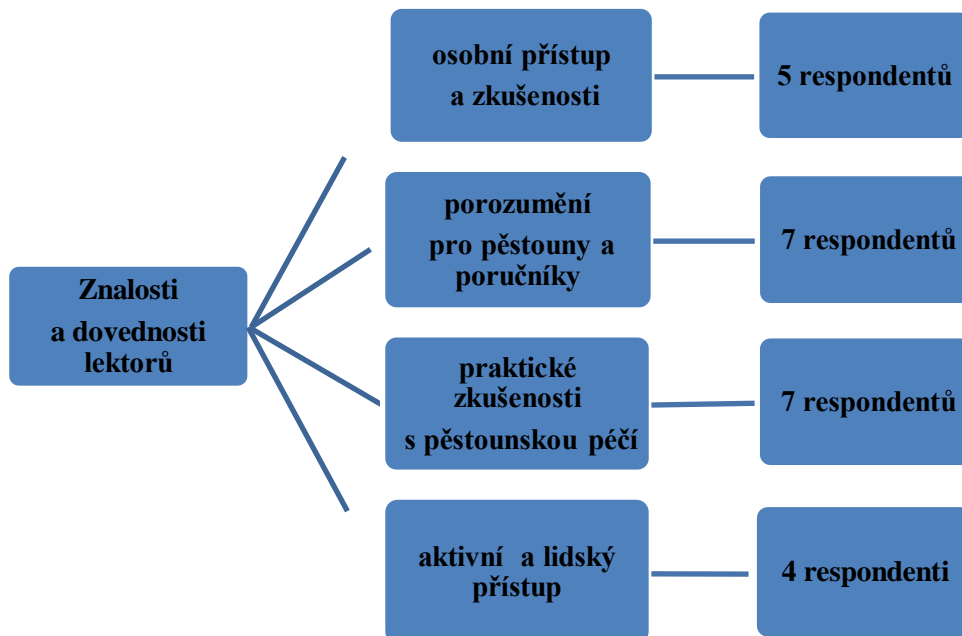 osobní přístup
a zkušenosti
5 respondentů
porozumění
pro pěstouny a
poručníky
7 respondentů
Znalosti
a dovednosti
lektorů
praktické
zkušenosti
s pěstounskou péčí
7 respondentů
aktivní a lidský
přístup
4 respondenti